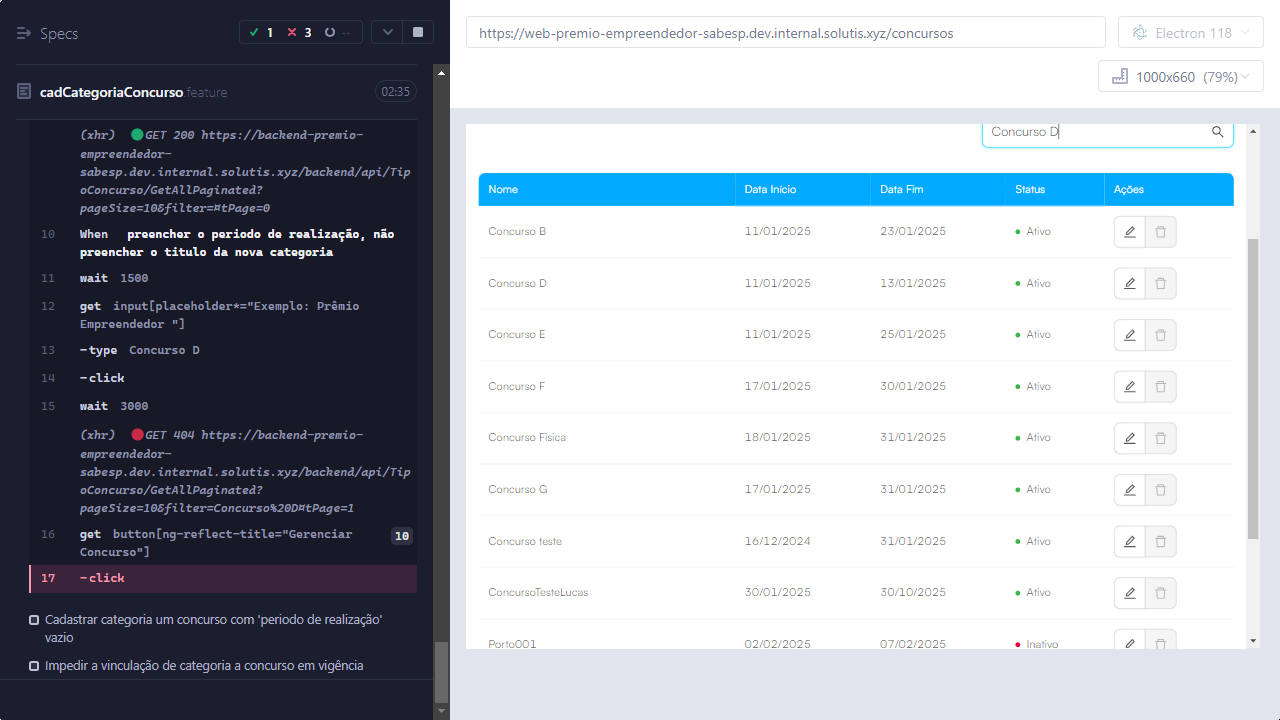 Specs
1
3
--
https://web-premio-empreendedor-sabesp.dev.internal.solutis.xyz/concursos
Electron 118
1000x660 (79%)
cadCategoriaConcurso feature
02:35
(xhr) GET 200 https://backend-premio-
empreendedor-
sabesp.dev.internal.solutis.xyz/backend/api/Tip
oConcurso/GetAllPaginated?
pageSize=10&filter=¤tPage=0
10 When preencher o periodo de realização, não
preencher o titulo da nova categoria
11 wait 1500
12 get input[placeholder*="Exemplo: Prêmio
Empreendedor "]
13 -type Concurso D
14 -click
15 wait 3000
(xhr) GET 404 https://backend-premio-
empreendedor-
sabesp.dev.internal.solutis.xyz/backend/api/Tip
oConcurso/GetAllPaginated?
pageSize=10&filter=Concurso%20D¤tPage=1
16 get button[ng-reflect-title="Gerenciar
Concurso"] 10
17 -click
Cadastrar categoria um concurso com 'periodo de realização'
vazio
Impedir a vinculação de categoria a concurso em vigência
Concurso D
Nome Data Início Data Fim Status Ações
Concurso B 11/01/2025 23/01/2025 Ativo
Concurso D 11/01/2025 13/01/2025 Ativo
Concurso E 11/01/2025 25/01/2025 Ativo
Concurso F 17/01/2025 30/01/2025 Ativo
Concurso Fisica 18/01/2025 31/01/2025 Ativo
Concurso G 17/01/2025 31/01/2025 Ativo
Concurso teste 16/12/2024 31/01/2025 Ativo
ConcursoTesteLucas 30/01/2025 30/10/2025 Ativo
Porto001 02/02/2025 07/02/2025 Inativo